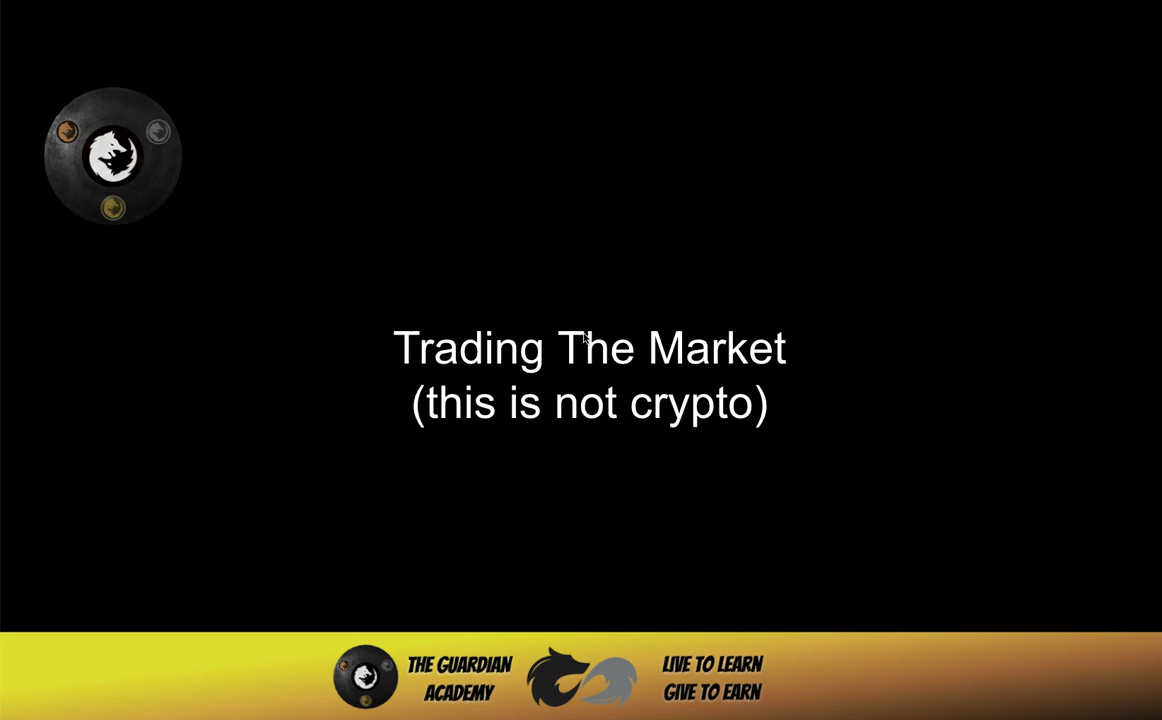 Trading The Market
(this is not crypto)
THE GUARDIAN
ACADEMY
LIVE TO LEARN
GIVE TO EARN